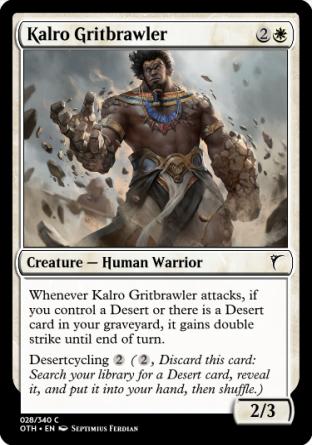 Kalro Gritbrawler 2
Creature — Human Warrior
Whenever Kalro Gritbrawler attacks, if
you control a Desert or there is a Desert
card in your graveyard, it gains double
strike until end of turn.
Desertcycling 2 ( 2, Discard this card:
Search your library for a Desert card, reveal
it, and put it into your hand, then shuffle.)
2/3
028/340 C
OTH • EN Septimius Ferdian